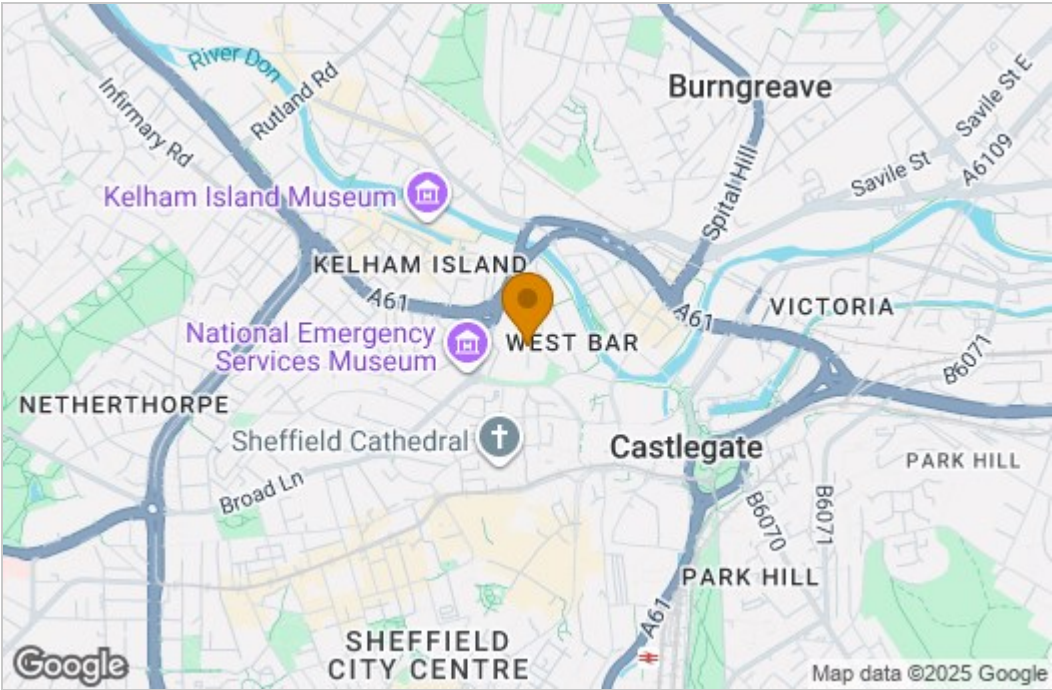 River Don
Rutland Rd
Infirmary Rd
Burngreave
Savile St E
Savile St
A6109
Spital Hill
Kelham Island Museum
KELHAM ISLAND
A61
A61
VICTORIA
National Emergency
Services Museum
WEST BAR
B6071
NETHERTHORPE
Sheffield Cathedral
Castlegate
PARK HILL
Broad Ln
B6070
B6071
PARK HILL
A61
SHEFFIELD
CITY CENTRE
Google
Map data ©2025 Google